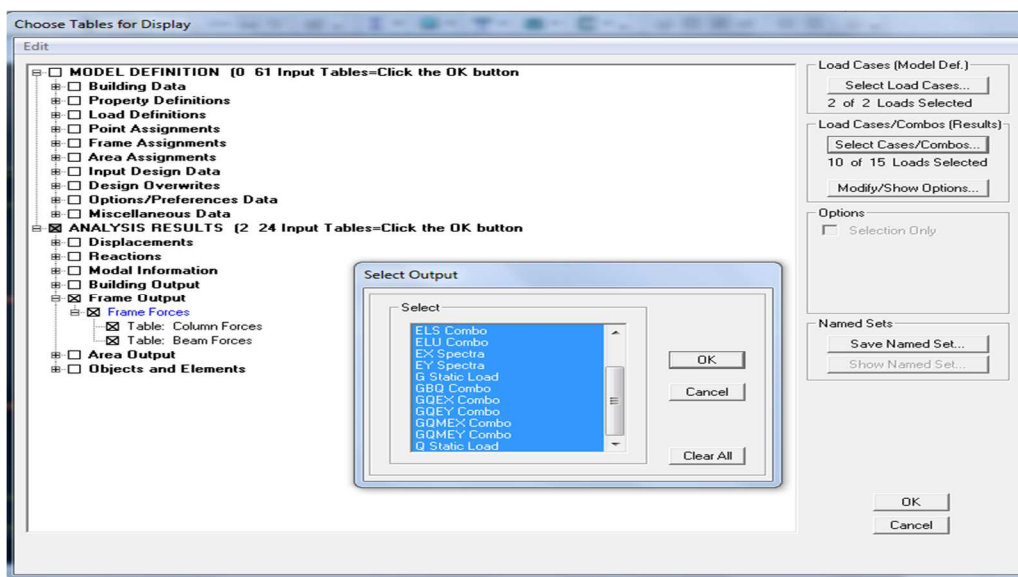 Choose Tables for Display
Edit
MODEL DEFINITION (0 61 Input Tables=Click the OK button
Building Data
Property Definitions
Load Definitions
Point Assignments
Frame Assignments
Area Assignments
Input Design Data
Design Overwrites
Options/Preferences Data
Miscellaneous Data
ANALYSIS RESULTS (2 24 Input Tables=Click the OK button
Displacements
Reactions
Modal Information
Building Output
Frame Output
Frame Forces
Table: Column Forces
Table: Beam Forces
Area Output
Objects and Elements
Select Output
Select
ELS Combo
ELU Combo
EX Spectra
EY Spectra
G Static Load
GBQ Combo
GQEX Combo
GQEY Combo
GQMEX Combo
GQMEY Combo
Q Static Load
OK
Cancel
Clear All
Load Cases (Model Def.)
Select Load Cases...
2 of 2 Loads Selected
Load Cases/Combos (Results)
Select Cases/Combos...
10 of 15 Loads Selected
Modify/Show Options...
Options
Selection Only
Named Sets
Save Named Set...
Show Named Set...
OK
Cancel